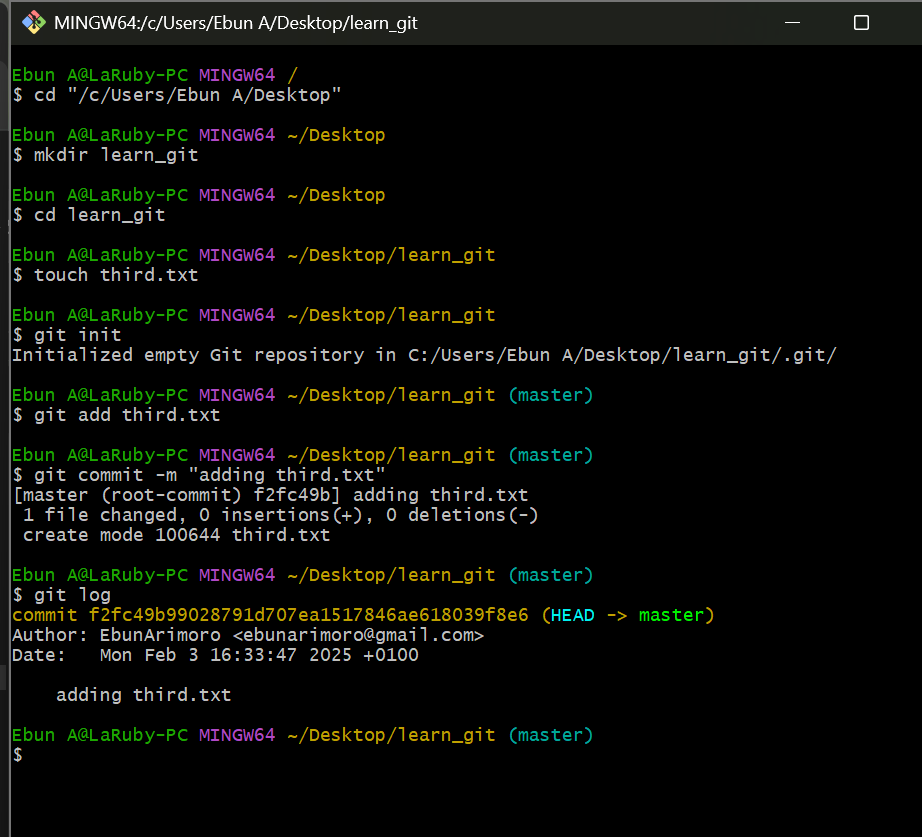 MINGW64:/c/Users/Ebun A/Desktop/learn_git
Ebun A@LaRuby-PC MINGW64 /
$ cd "/c/Users/Ebun A/Desktop"
Ebun A@LaRuby-PC MINGW64 ~/Desktop
$ mkdir learn_git
Ebun A@LaRuby-PC MINGW64 ~/Desktop
$ cd learn_git
Ebun A@LaRuby-PC MINGW64 ~/Desktop/learn_git
$ touch third.txt
Ebun A@LaRuby-PC MINGW64 ~/Desktop/learn_git
$ git init
Initialized empty Git repository in C:/Users/Ebun A/Desktop/learn_git/.git/
Ebun A@LaRuby-PC MINGW64 ~/Desktop/learn_git (master)
$ git add third.txt
Ebun A@LaRuby-PC MINGW64 ~/Desktop/learn_git (master)
$ git commit -m "adding third.txt"
[master (root-commit) f2fc49b] adding third.txt
 1 file changed, 0 insertions(+), 0 deletions(-)
 create mode 100644 third.txt
Ebun A@LaRuby-PC MINGW64 ~/Desktop/learn_git (master)
$ git log
commit f2fc49b99028791d707ea1517846ae618039f8e6 (HEAD -> master)
Author: EbunArimoro <ebunarimoro@gmail.com>
Date:   Mon Feb 3 16:33:47 2025 +0100
    adding third.txt
Ebun A@LaRuby-PC MINGW64 ~/Desktop/learn_git (master)
$